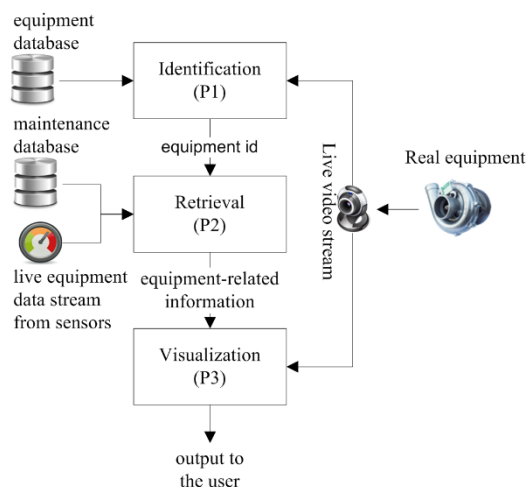 equipment
database
Identification
(P1)
maintenance
database
equipment id
Live video stream
Real equipment
Retrieval
(P2)
live equipment
data stream
from sensors
equipment-related
information
Visualization
(P3)
output to
the user